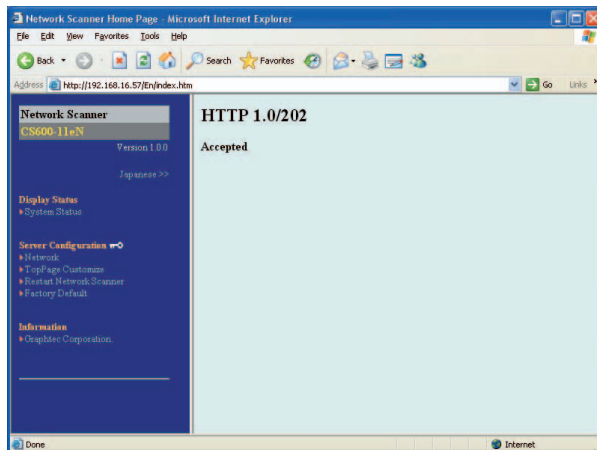 Network Scanner Home Page - Microsoft Internet Explorer
File Edit View Favorites Tools Help
Back Search Favorites
Address http://192.168.16.57/En/index.htm Go Links »
Network Scanner
CS600-11eN
Version 1.0.0
Japanese >>
Display Status
System Status
Server Configuration
Network
TopPage Customize
Restart Network Scanner
Factory Default
Information
Graphtec Corporation.
HTTP 1.0/202
Accepted
Done Internet